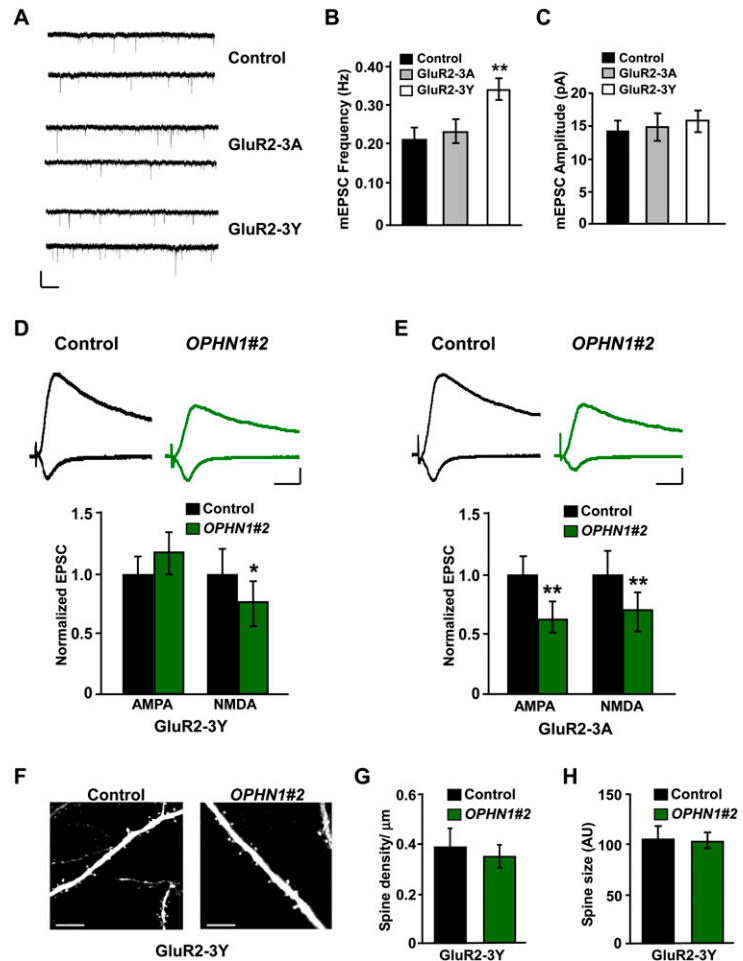 A
Control
GluR2-3A
GluR2-3Y
B
Control
GluR2-3A
GluR2-3Y
**
mEPSC Frequency (Hz)
0.40
0.30
0.20
0.10
0
C
Control
GluR2-3A
GluR2-3Y
mEPSC Amplitude (pA)
20
15
10
5
0
D
Control OPHN1#2
Control
OPHN1#2
*
Normalized EPSC
1.5
1.0
0.5
0
AMPA NMDA
GluR2-3Y
E
Control OPHN1#2
Control
OPHN1#2
** **
Normalized EPSC
1.5
1.0
0.5
0
AMPA NMDA
GluR2-3A
F
Control OPHN1#2
GluR2-3Y
G
Control
OPHN1#2
Spine density/ μm
0.6
0.4
0.2
0
GluR2-3Y
H
Control
OPHN1#2
Spine size (AU)
150
100
50
0
GluR2-3Y